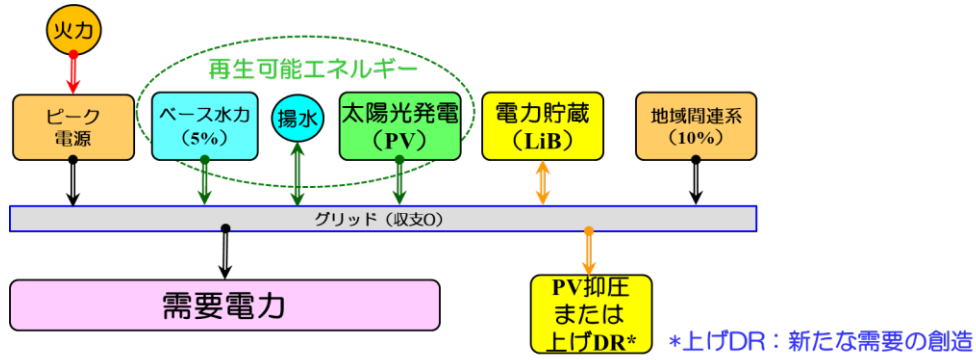 火力
再生可能エネルギー
ピーク
電源
ベース水力
(5%)
揚水
太陽光発電
(PV)
電力貯蔵
(LiB)
地域間連系
(10%)
グリッド（収支0）
需要電力
PV抑圧
または
上げDR*
*上げDR：新たな需要の創造